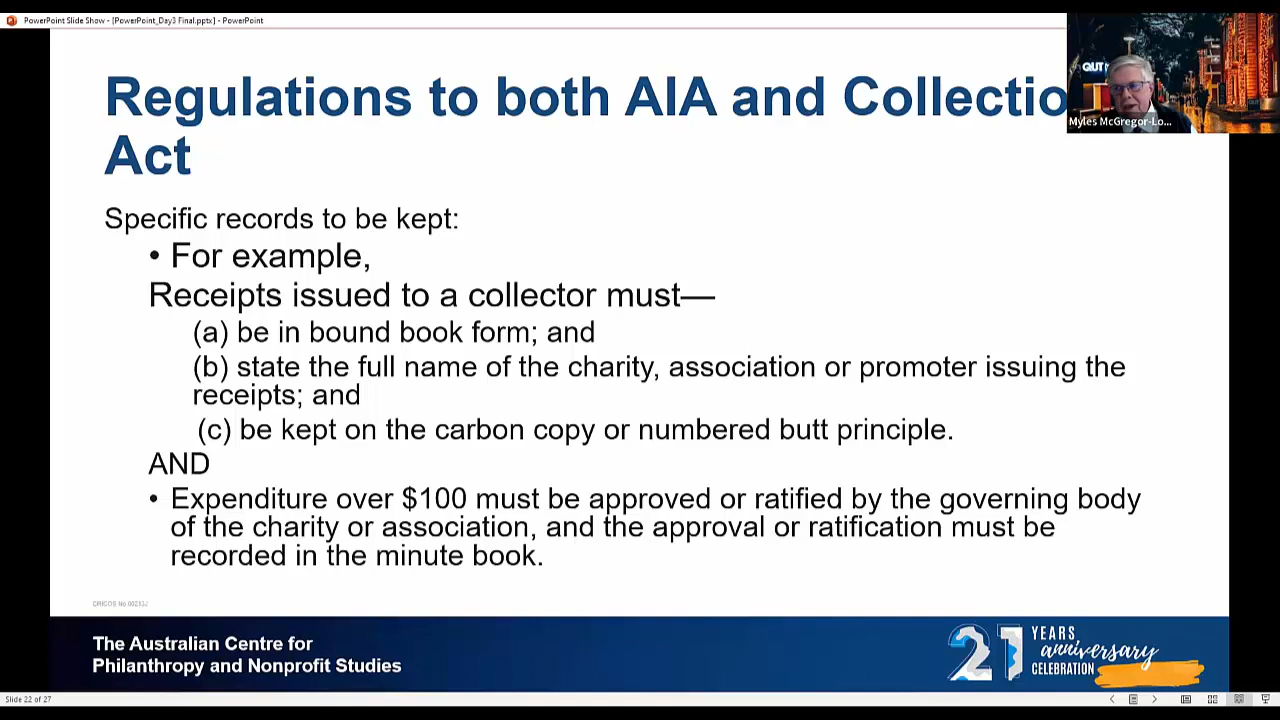 PowerPoint Slide Show - [PowerPoint_Day3 Final.pptx] - PowerPoint
Regulations to both AIA and Collectio
Act
QUT
Myles McGregor-Lo...
Specific records to be kept:
• For example,
Receipts issued to a collector must—
(a) be in bound book form; and
(b) state the full name of the charity, association or promoter issuing the
receipts; and
(c) be kept on the carbon copy or numbered butt principle.
AND
• Expenditure over $100 must be approved or ratified by the governing body
of the charity or association, and the approval or ratification must be
recorded in the minute book.
CRICOS No.00213J
The Australian Centre for
Philanthropy and Nonprofit Studies
21 YEARS
anniversary
CELEBRATION
Slide 22 of 27